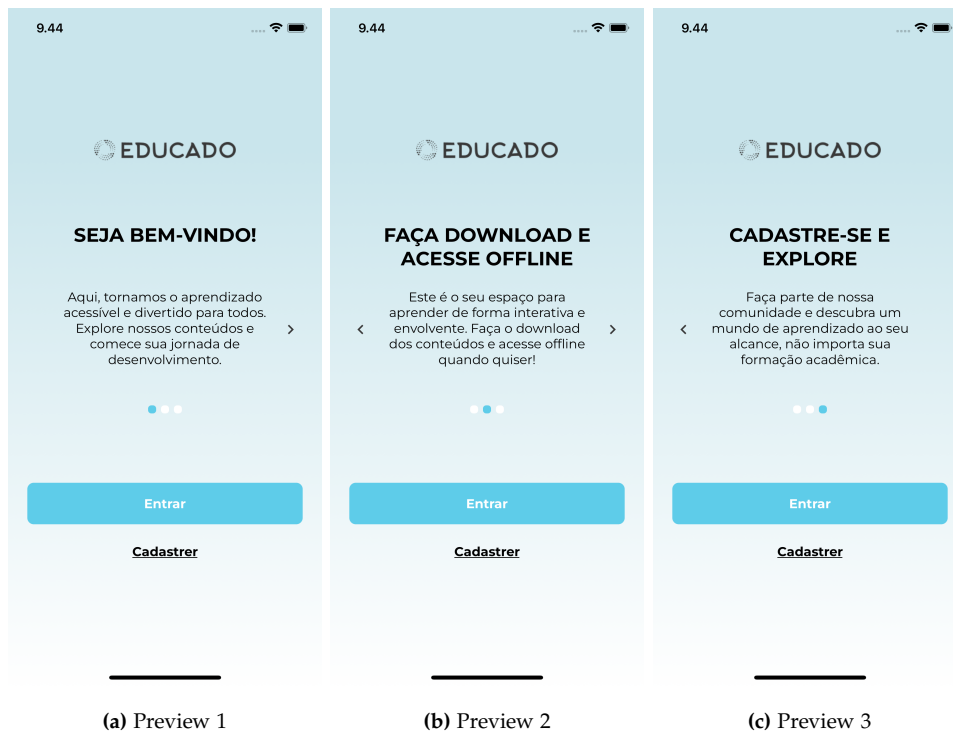 9.44
EDUCADO
SEJA BEM-VINDO!
Aqui, tornamos o aprendizado
acessível e divertido para todos.
Explore nossos conteúdos e
comece sua jornada de
desenvolvimento.
Entrar
Cadastrer
(a) Preview 1
9.44
EDUCADO
FAÇA DOWNLOAD E
ACESSE OFFLINE
Este é o seu espaço para
aprender de forma interativa e
envolvente. Faça o download
dos conteúdos e acesse offline
quando quiser!
Entrar
Cadastrer
(b) Preview 2
9.44
EDUCADO
CADASTRE-SE E
EXPLORE
Faça parte de nossa
comunidade e descubra um
mundo de aprendizado ao seu
alcance, não importa sua
formação acadêmica.
Entrar
Cadastrer
(c) Preview 3